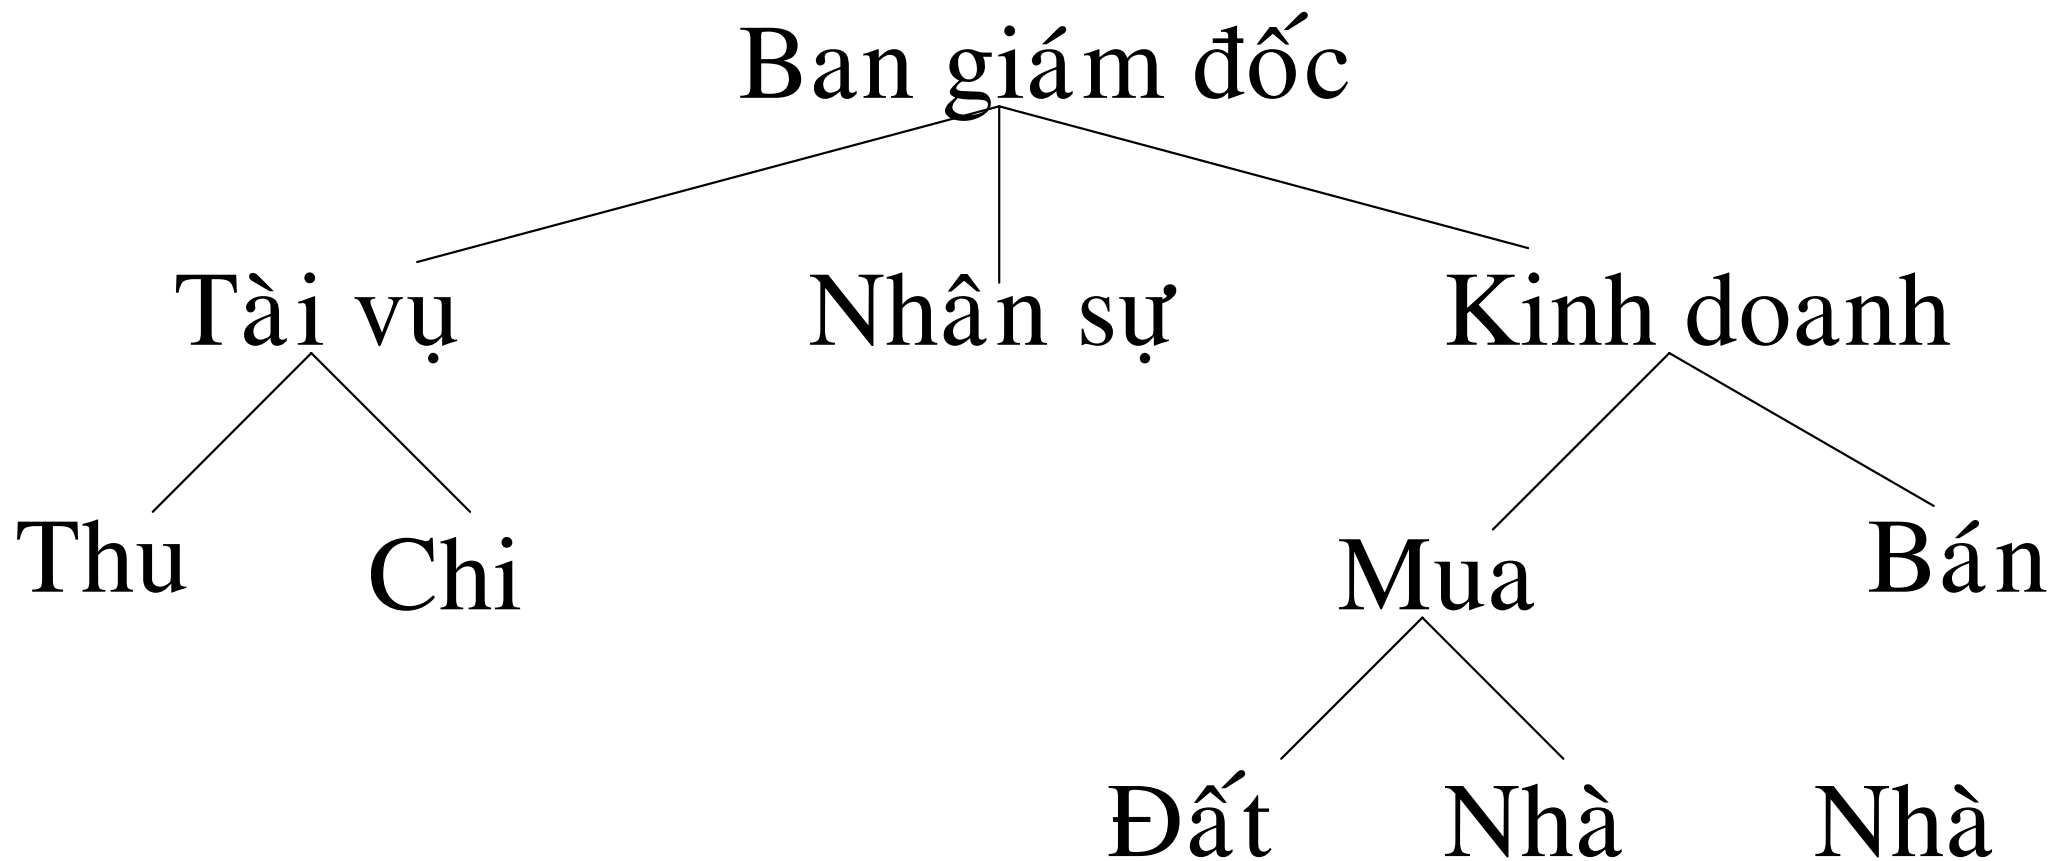 Ban giám đốc
Tài vụ Nhân sự Kinh doanh
Thu Chi Mua Bán
Đất Nhà Nhà